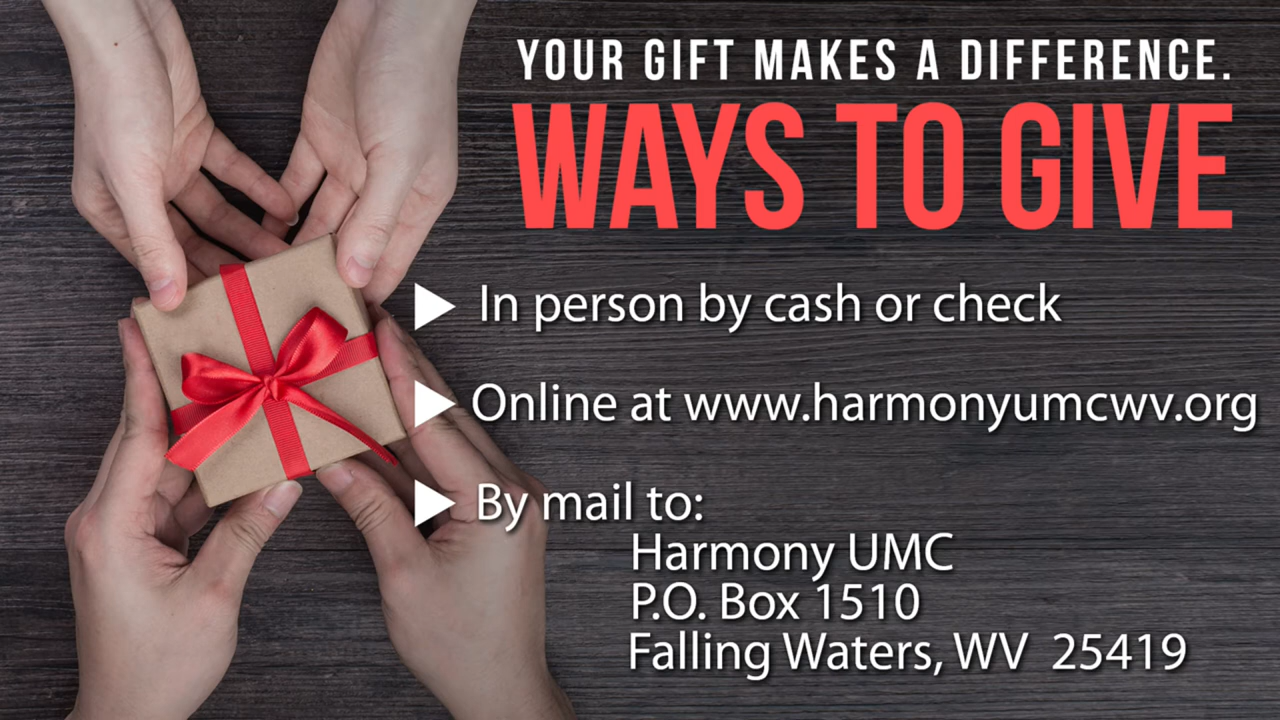 YOUR GIFT MAKES A DIFFERENCE.
WAYS TO GIVE
In person by cash or check
Online at www.harmonyumcwv.org
By mail to:
Harmony UMC
P.O. Box 1510
Falling Waters, WV 25419